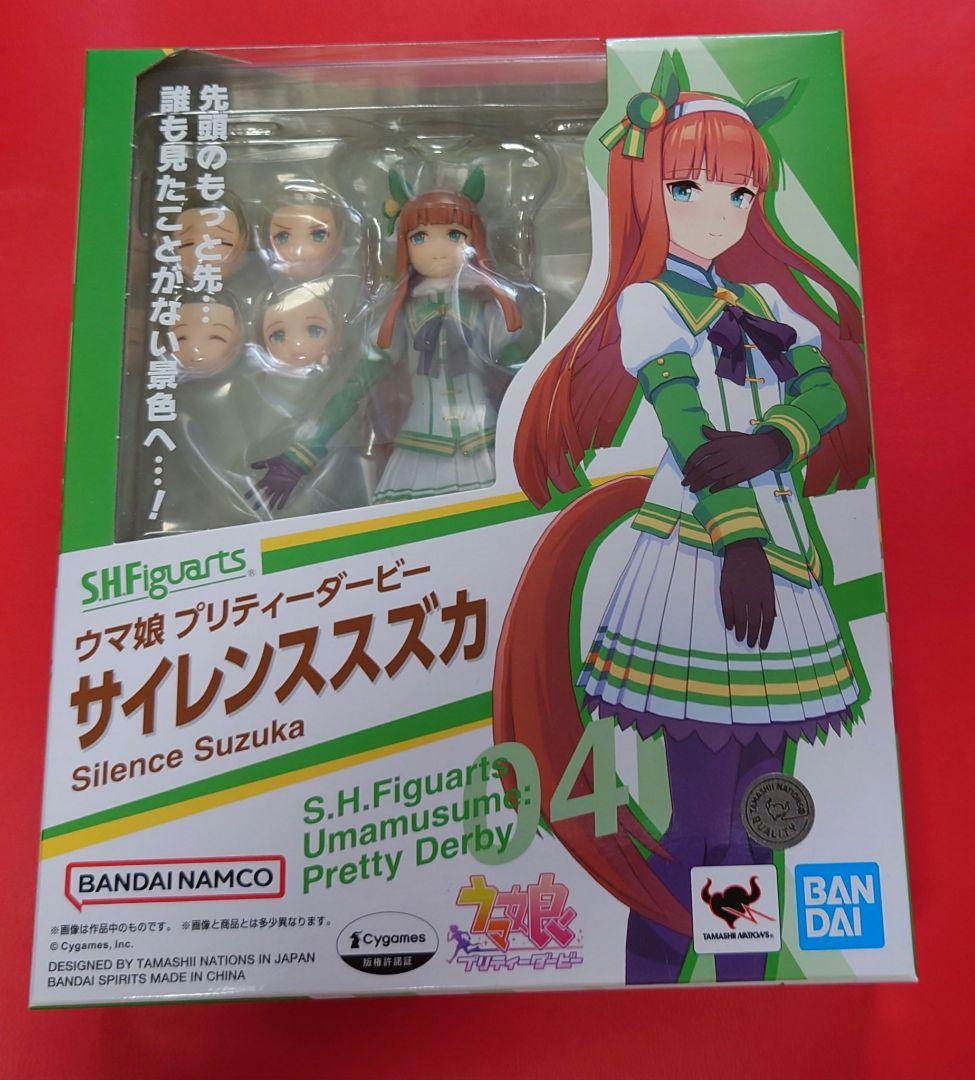 先頭のもっと先…
誰も見たことがない景色へ…!
S.H.Figuarts®
ウマ娘 プリティーダービー
サイレンススズカ
Silence Suzuka
04
S.H.Figuarts
Umamusume:
Pretty Derby
BANDAI NAMCO
※画像は作品中のものです。 ※画像と商品とは多少異なります。
© Cygames, Inc.
DESIGNED BY TAMASHII NATIONS IN JAPAN
BANDAI SPIRITS MADE IN CHINA
Cygames
版権許諾証
ウマ娘
プリティーダービー
TAMASHII NATIONS
QUALITY
TAMASHII NATIONS®
BAN
DAI